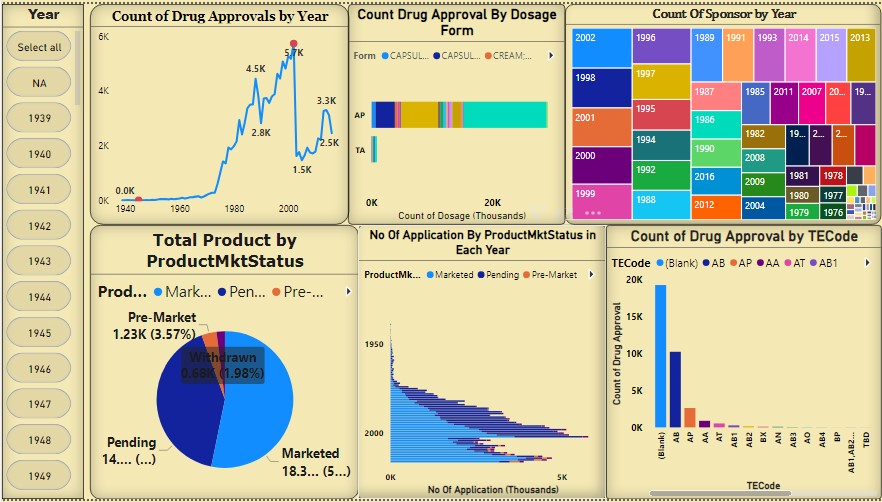 Year
Select all
NA
1939
1940
1941
1942
1943
1944
1945
1946
1947
1948
1949
Count of Drug Approvals by Year
6K
4K
2K
0K
5.7K
4.5K
2.8K
3.3K
2.5K
1.5K
0.0K
1940 1960 1980 2000
Count Drug Approval By Dosage
Form
Form CAPSUL... CAPSUL... CREAM;...
AP
TA
0K 20K
Count of Dosage (Thousands)
Count Of Sponsor by Year
2002
1998
2001
2000
1999
1996
1997
1995
1994
1992
1988
1989 1991 1993 2014 2015 2013
1987
1986
1990
2016
2012
1985 2011 2007 20... 19...
1982 19... 2... 2...
2008
2009
2004
1981 1978
1980 1977
1979 1976
Total Product by
ProductMktStatus
Prod... Mark... Pen... Pre-...
Pre-Market
1.23K (3.57%)
Withdrawn
0.68K (1.98%)
Pending
14.... (...)
Marketed
18.3... (5...)
No Of Application By ProductMktStatus in
Each Year
ProductMk... Marketed Pending Pre-Market
1950
2000
0K 5K
No Of Application (Thousands)
Count of Drug Approval by TECode
TECode (Blank) AB AP AA AT AB1
Count of Drug Approval
20K
15K
10K
5K
0K
(Blank) AB AP AA AT AB1 AB2 BX AN AB3 AO AB4 BP AB1,AB2... TBD
TECode